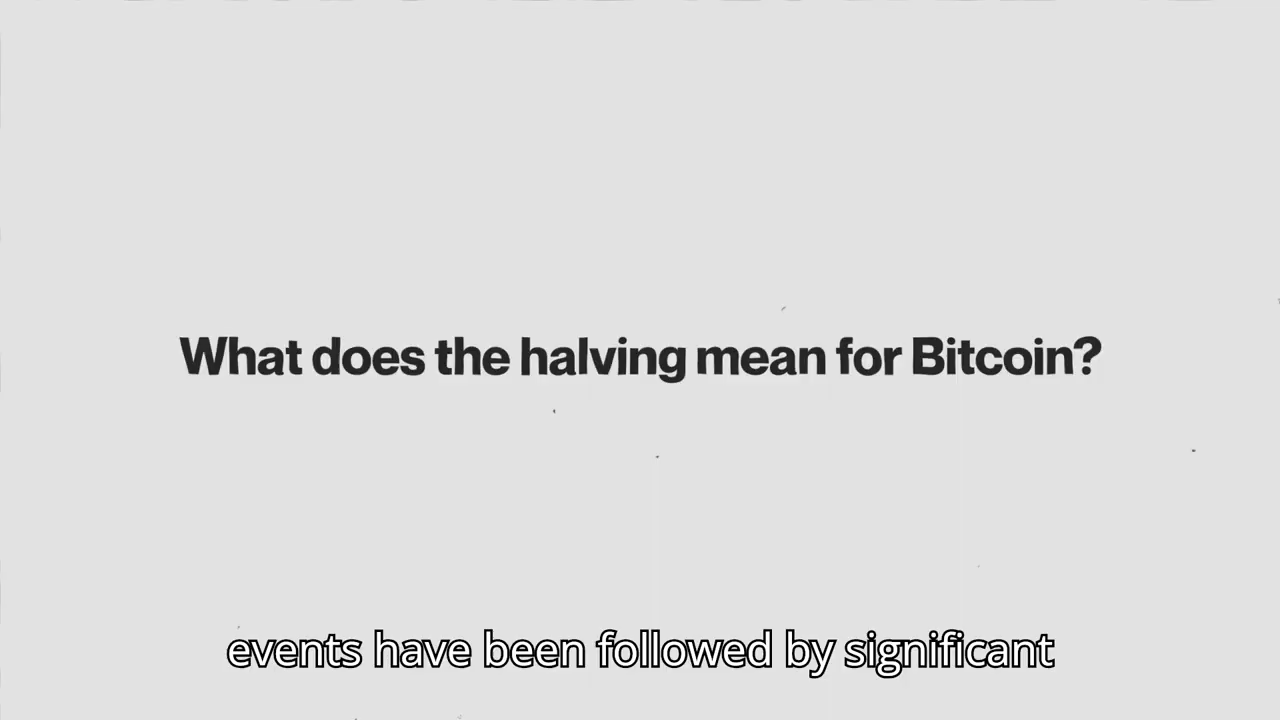 What does the halving mean for Bitcoin?
events have been followed by significant